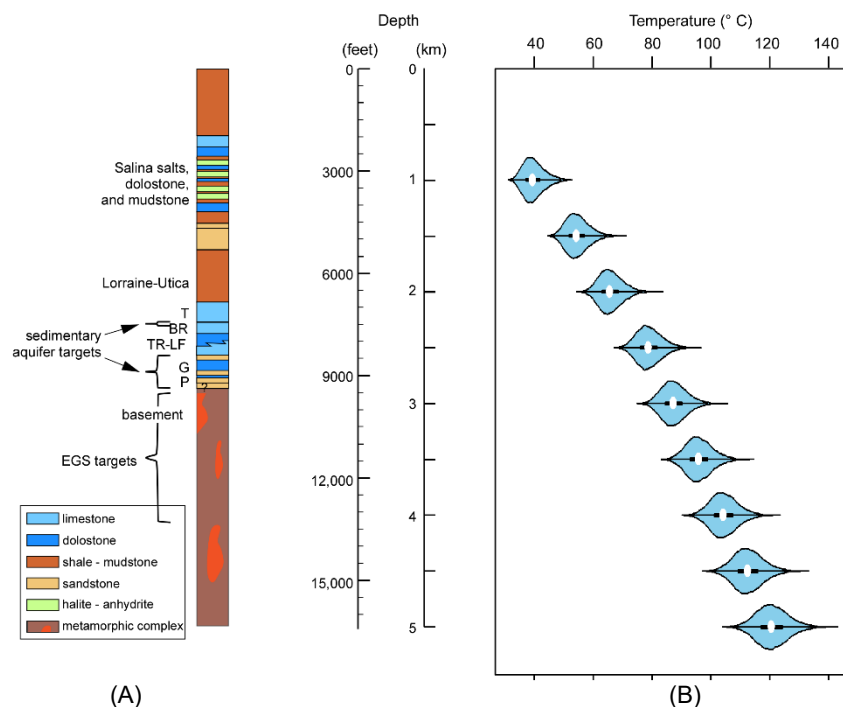 Depth
(feet)
(km)
Temperature (° C)
40
60
80
100
120
140
0
3000
6000
9000
12,000
15,000
0
1
2
3
4
5
Salina salts,
dolostone,
and mudstone
Lorraine-Utica
T
BR
sedimentary
aquifer targets
TR-LF
G
P
?
basement
EGS targets
limestone
dolostone
shale - mudstone
sandstone
halite - anhydrite
metamorphic complex
(A)
(B)